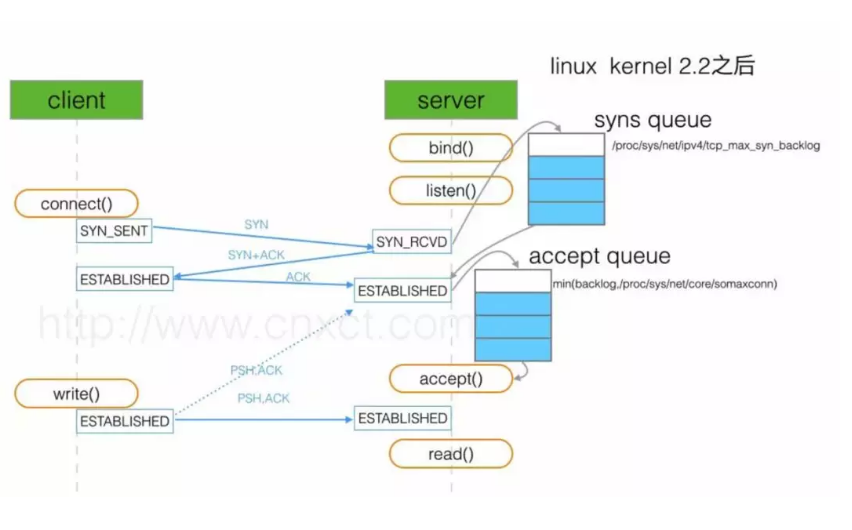 linux kernel 2.2之后
client
server
syns queue
/proc/sys/net/ipv4/tcp_max_syn_backlog
bind()
listen()
connect()
SYN
SYN_SENT
SYN_RCVD
SYN+ACK
accept queue
ESTABLISHED
ACK
ESTABLISHED
min(backlog,/proc/sys/net/core/somaxconn)
http://www.cnxct.com
PSH,ACK
accept()
write()
PSH,ACK
ESTABLISHED
ESTABLISHED
read()